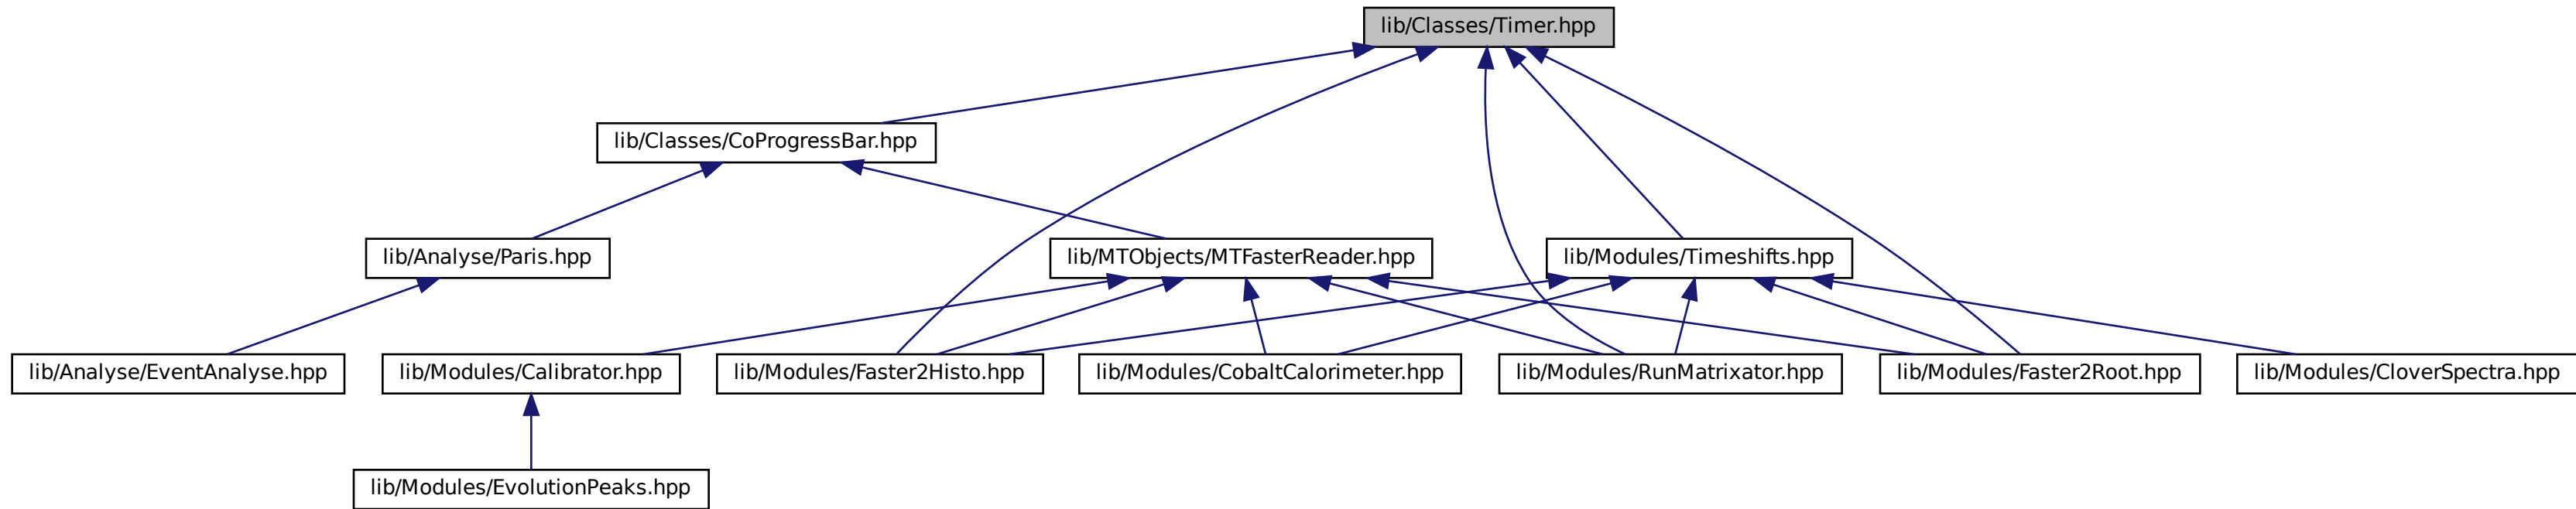 lib/Classes/Timer.hpp
lib/Classes/CoProgressBar.hpp
lib/Analyse/Paris.hpp
lib/MTObjects/MTFasterReader.hpp
lib/Modules/Timeshifts.hpp
lib/Analyse/EventAnalyse.hpp
lib/Modules/Calibrator.hpp
lib/Modules/Faster2Histo.hpp
lib/Modules/CobaltCalorimeter.hpp
lib/Modules/RunMatrixator.hpp
lib/Modules/Faster2Root.hpp
lib/Modules/CloverSpectra.hpp
lib/Modules/EvolutionPeaks.hpp